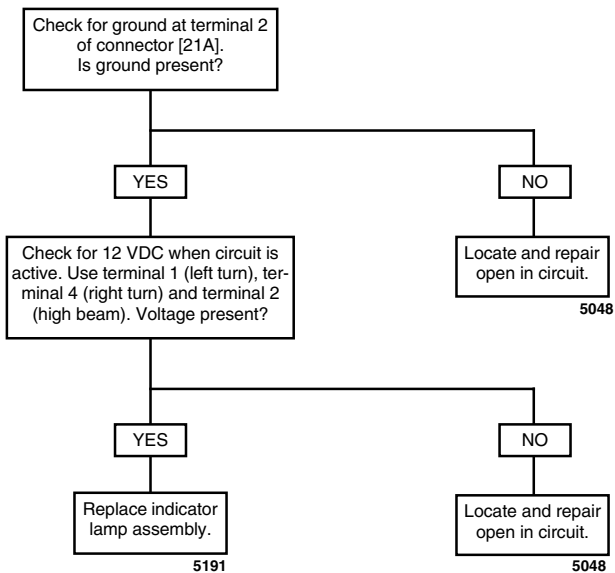 Check for ground at terminal 2
of connector [21A].
Is ground present?
YES
NO
Check for 12 VDC when circuit is
active. Use terminal 1 (left turn), ter-
minal 4 (right turn) and terminal 2
(high beam). Voltage present?
Locate and repair
open in circuit.
5048
YES
NO
Replace indicator
lamp assembly.
5191
Locate and repair
open in circuit.
5048